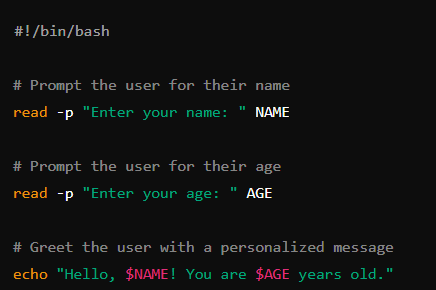 #!/bin/bash
# Prompt the user for their name
read -p "Enter your name: " NAME
# Prompt the user for their age
read -p "Enter your age: " AGE
# Greet the user with a personalized message
echo "Hello, $NAME! You are $AGE years old."